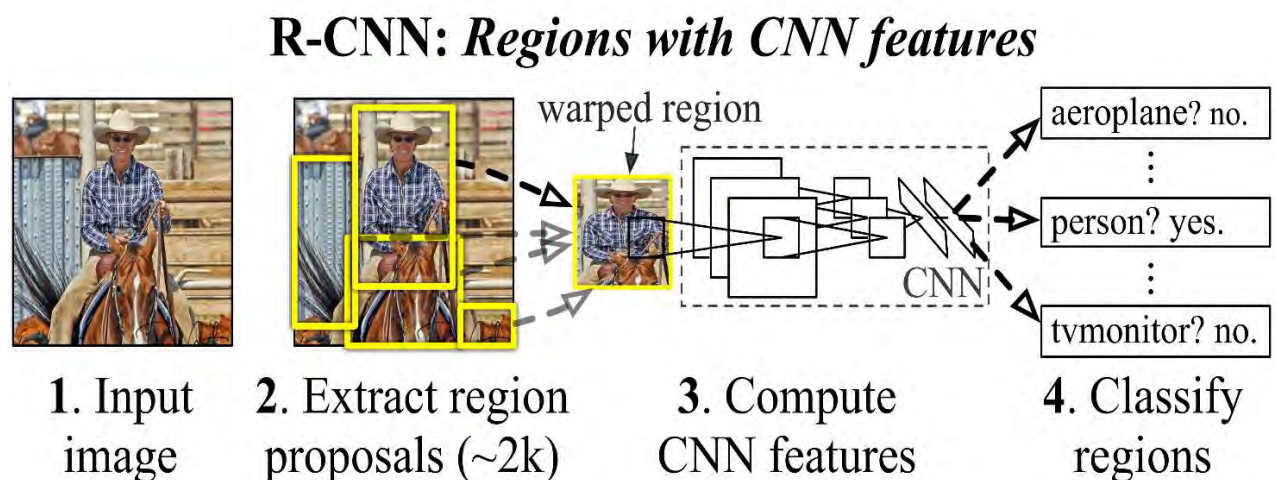 R-CNN: Regions with CNN features
warped region
aeroplane? no.
⋮
person? yes.
⋮
tvmonitor? no.
CNN
1. Input
image
2. Extract region
proposals (~2k)
3. Compute
CNN features
4. Classify
regions